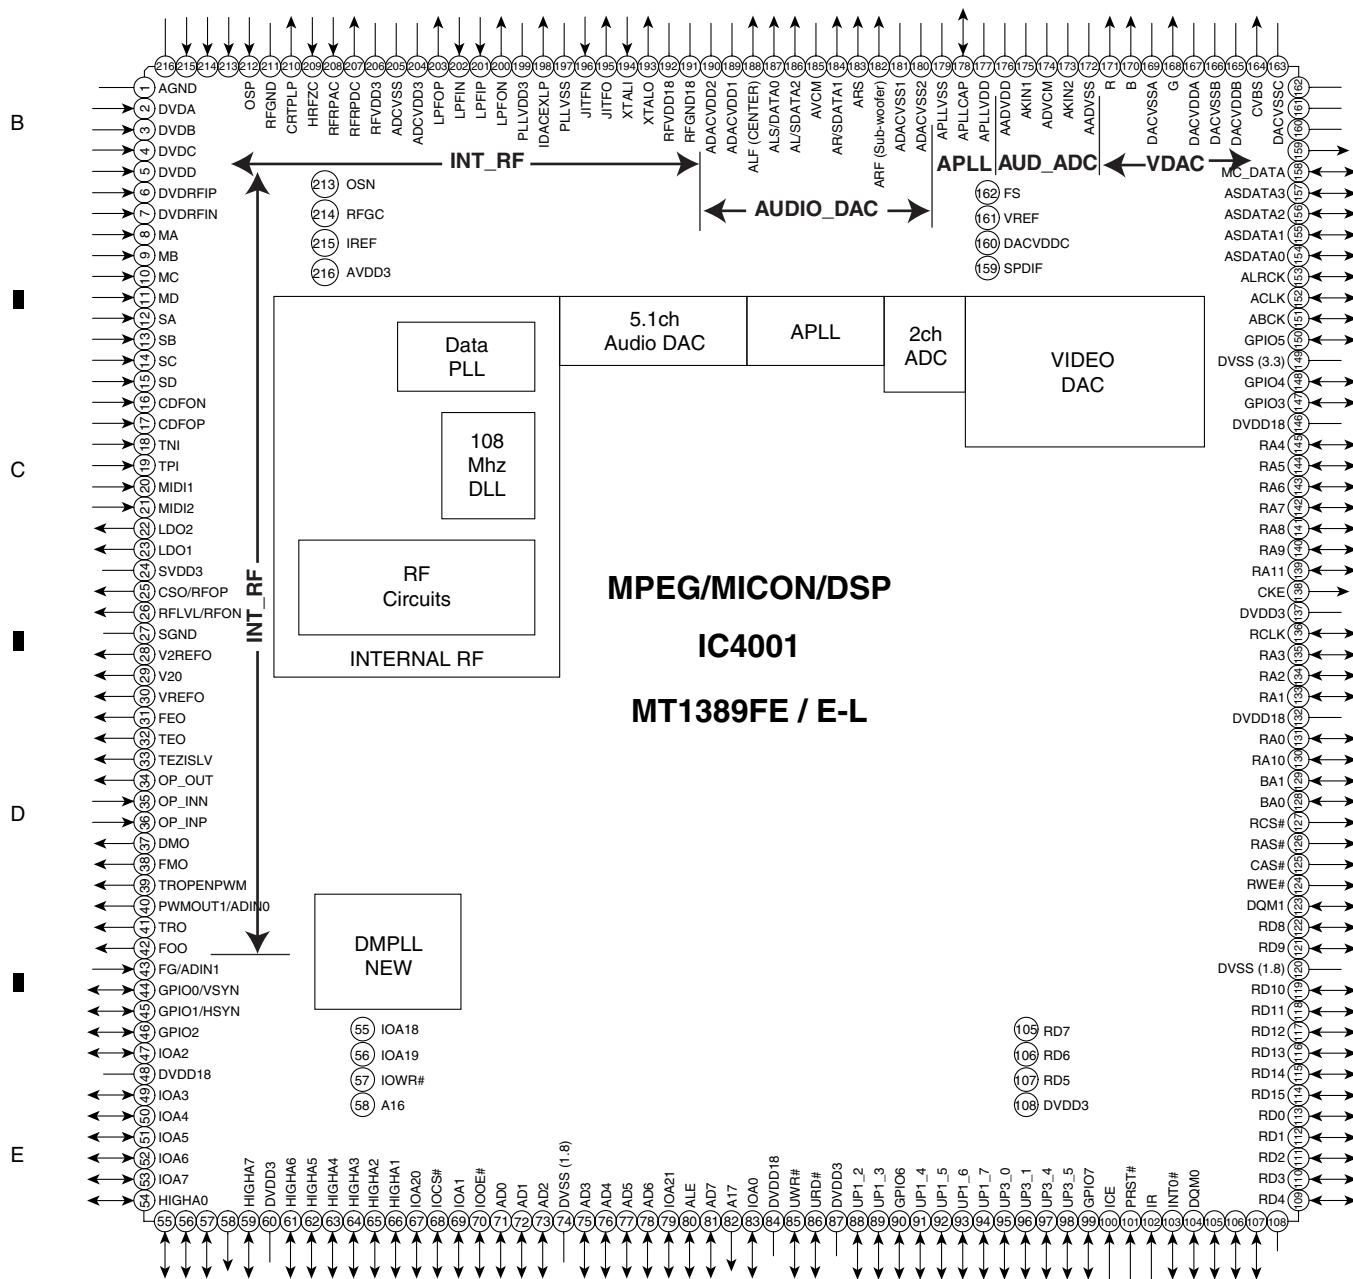 B
C
D
E
216 215 214 213 212 211 210 209 208 207 206 205 204 203 202 201 200 199 198 197 196 195 194 193 192 191 190 189 188 187 186 185 184 183 182 181 180 179 178 177 176 175 174 173 172 171 170 169 168 167 166 165 164 163
OSP
RFGND
CRTPLP
HRFZC
RFRPAC
RFRPDC
RFVDD3
ADCVSS
ADCVDD3
LPFOP
LPFIN
LPFIP
LPFON
PLLVDD3
IDACEXLP
PLLVSS
JITFN
JITFO
XTALI
XTALO
RFVDD18
RFGND18
ADACVDD2
ADACVDD1
ALF (CENTER)
ALS/SDATA0
AL/SDATA2
AVCM
AR/SDATA1
ARS
ARF (Sub-wofer)
ADACVSS1
ADACVSS2
APLLVSS
APLLCAP
APLLVDD
AADVDD
AKIN1
ADVCM
AKIN2
AADVSS
R
B
DACVSSA
G
DACVDDA
DACVSSB
DACVDDB
CVBS
DACVSSC
1 AGND
2 DVDA
3 DVDB
4 DVDC
5 DVDD
6 DVDRFIP
7 DVDRFIN
8 MA
9 MB
10 MC
11 MD
12 SA
13 SB
14 SC
15 SD
16 CDFON
17 CDFOP
18 TNI
19 TPI
20 MIDI1
21 MIDI2
22 LDO2
23 LDO1
24 SVDD3
25 CSO/RFOP
26 RFLVL/RFON
27 SGND
28 V2REFO
29 V20
30 VREFO
31 FEO
32 TEO
33 TEZISLV
34 OP_OUT
35 OP_INN
36 OP_INP
37 DMO
38 FMO
39 TROPENPWM
40 PWMOUT1/ADIN0
41 TRO
42 FOO
43 FG/ADIN1
44 GPIO0/VSYN
45 GPIO1/HSYN
46 GPIO2
47 IOA2
48 DVDD18
49 IOA3
50 IOA4
51 IOA5
52 IOA6
53 IOA7
54 HIGHA0
INT_RF
INT_RF
AUDIO_DAC
APLL
AUD_ADC
VDAC
213 OSN
214 RFGC
215 IREF
216 AVDD3
162 FS
161 VREF
160 DACVDDC
159 SPDIF
Data
PLL
108
Mhz
DLL
RF
Circuits
INTERNAL RF
5.1ch
Audio DAC
APLL
2ch
ADC
VIDEO
DAC
MPEG/MICON/DSP
IC4001
MT1389FE / E-L
DMPLL
NEW
55 IOA18
56 IOA19
57 IOWR#
58 A16
105 RD7
106 RD6
107 RD5
108 DVDD3
162
161
160
159
MC_DATA 158
ASDATA3 157
ASDATA2 156
ASDATA1 155
ASDATA0 154
ALRCK 153
ACLK 152
ABCK 151
GPIO5 150
DVSS (3.3) 149
GPIO4 148
GPIO3 147
DVDD18 146
RA4 145
RA5 144
RA6 143
RA7 142
RA8 141
RA9 140
RA11 139
CKE 138
DVDD3 137
RCLK 136
RA3 135
RA2 134
RA1 133
DVDD18 132
RA0 131
RA10 130
BA1 129
BA0 128
RCS# 127
RAS# 126
CAS# 125
RWE# 124
DQM1 123
RD8 122
RD9 121
DVSS (1.8) 120
RD10 119
RD11 118
RD12 117
RD13 116
RD14 115
RD15 114
RD0 113
RD1 112
RD2 111
RD3 110
RD4 109
HIGHA7
DVDD3
HIGHA6
HIGHA5
HIGHA4
HIGHA3
HIGHA2
HIGHA1
IOA20
IOCS#
IOA1
IOOE#
AD0
AD1
AD2
DVSS (1.8)
AD3
AD4
AD5
AD6
IOA21
ALE
AD7
A17
IOA0
DVDD18
UWR#
URD#
DVDD3
UP1_2
UP1_3
GPIO6
UP1_4
UP1_5
UP1_6
UP1_7
UP3_0
UP3_1
UP3_4
UP3_5
GPIO7
ICE
PRST#
IR
INT0#
DQM0
55 56 57 58 59 60 61 62 63 64 65 66 67 68 69 70 71 72 73 74 75 76 77 78 79 80 81 82 83 84 85 86 87 88 89 90 91 92 93 94 95 96 97 98 99 100 101 102 103 104 105 106 107 108